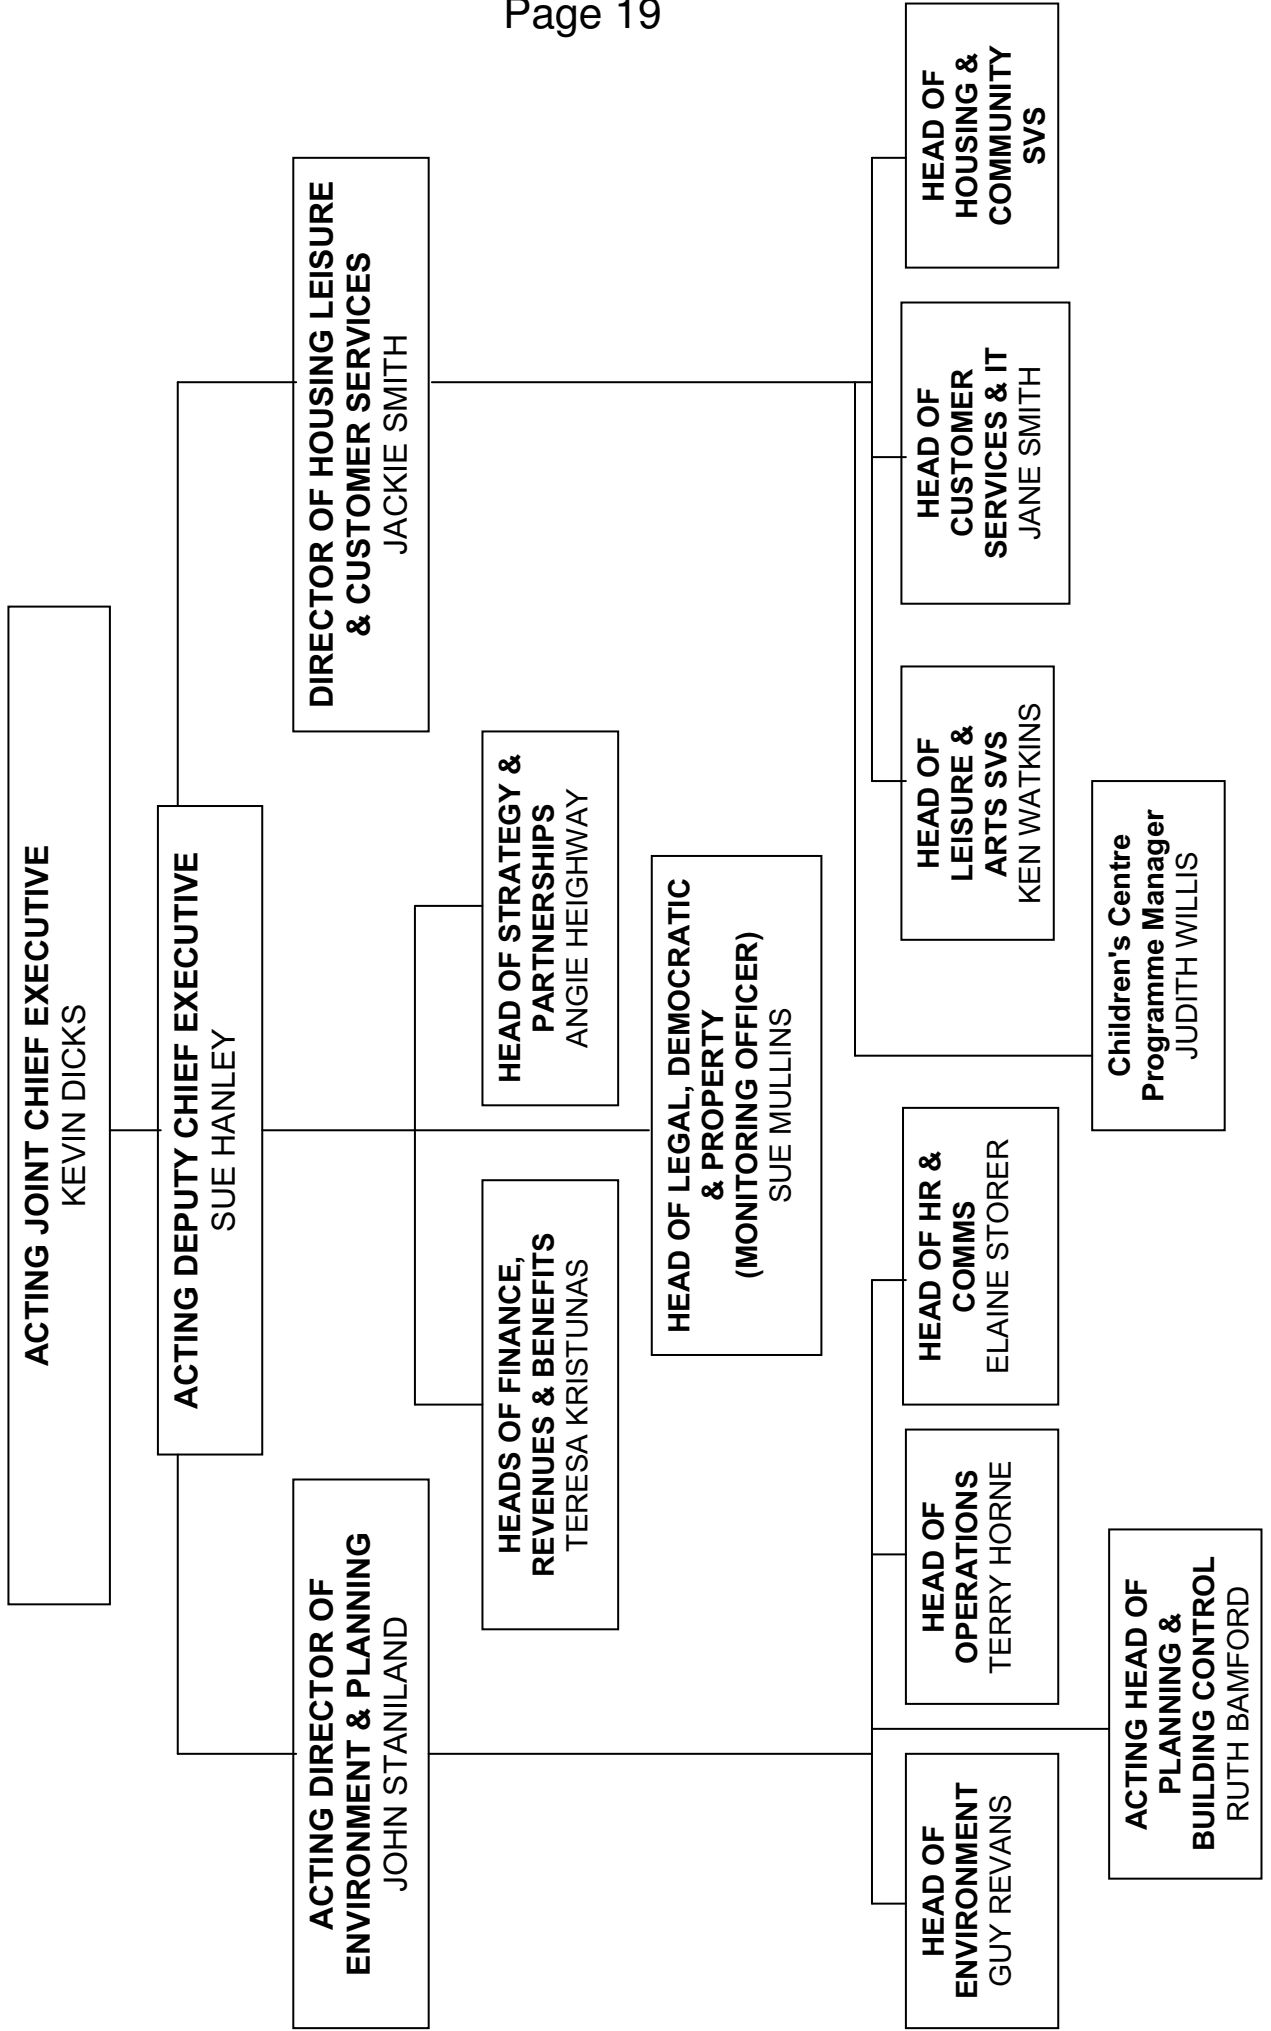 Page 19
ACTING JOINT CHIEF EXECUTIVE
KEVIN DICKS
ACTING DEPUTY CHIEF EXECUTIVE
SUE HANLEY
ACTING DIRECTOR OF
ENVIRONMENT & PLANNING
JOHN STANILAND
DIRECTOR OF HOUSING LEISURE
& CUSTOMER SERVICES
JACKIE SMITH
HEADS OF FINANCE,
REVENUES & BENEFITS
TERESA KRISTUNAS
HEAD OF STRATEGY &
PARTNERSHIPS
ANGIE HEIGHWAY
HEAD OF LEGAL, DEMOCRATIC
& PROPERTY
(MONITORING OFFICER)
SUE MULLINS
HEAD OF
ENVIRONMENT
GUY REVANS
HEAD OF
OPERATIONS
TERRY HORNE
HEAD OF HR &
COMMS
ELAINE STORER
HEAD OF
LEISURE &
ARTS SVS
KEN WATKINS
HEAD OF
CUSTOMER
SERVICES & IT
JANE SMITH
HEAD OF
HOUSING &
COMMUNITY
SVS
ACTING HEAD OF
PLANNING &
BUILDING CONTROL
RUTH BAMFORD
Children's Centre
Programme Manager
JUDITH WILLIS